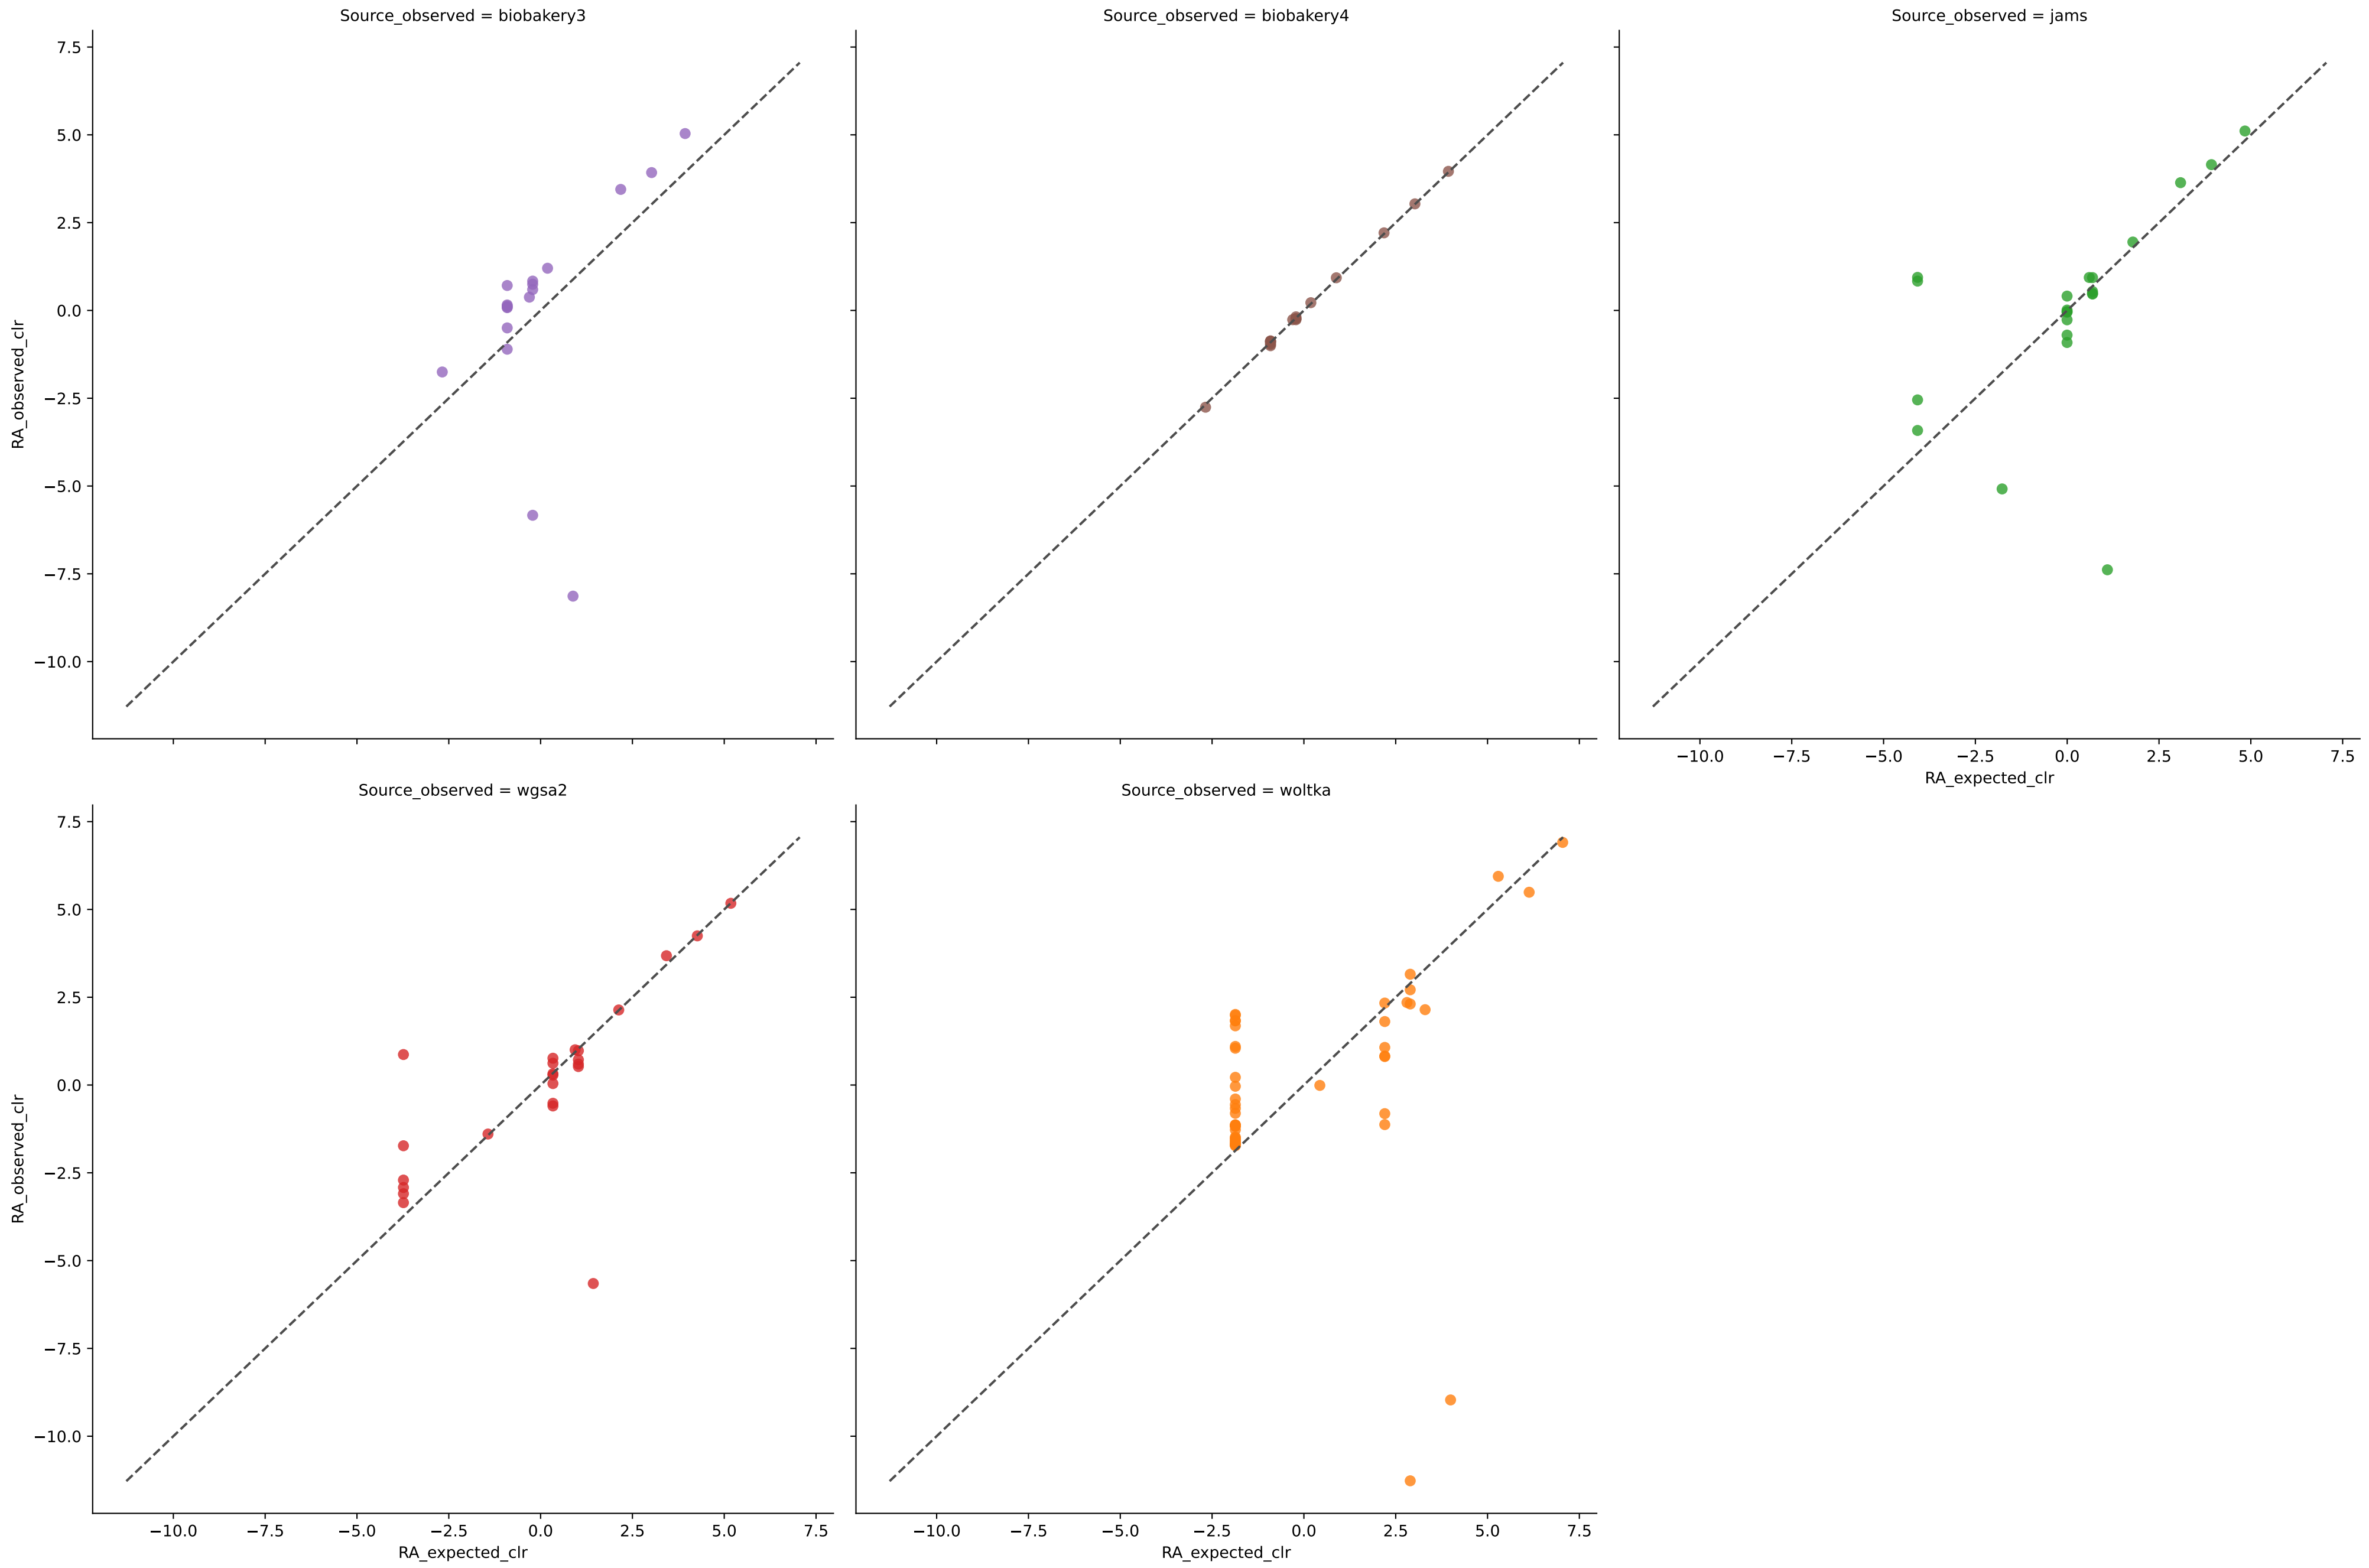 Source_observed = biobakery3
Source_observed = biobakery4
Source_observed = jams
7.5
5.0
2.5
0.0
−2.5
−5.0
−7.5
−10.0
RA_observed_clr
−10.0 −7.5 −5.0 −2.5 0.0 2.5 5.0 7.5
RA_expected_clr
Source_observed = wgsa2
Source_observed = woltka
7.5
5.0
2.5
0.0
−2.5
−5.0
−7.5
−10.0
RA_observed_clr
−10.0 −7.5 −5.0 −2.5 0.0 2.5 5.0 7.5
RA_expected_clr
−10.0 −7.5 −5.0 −2.5 0.0 2.5 5.0 7.5
RA_expected_clr